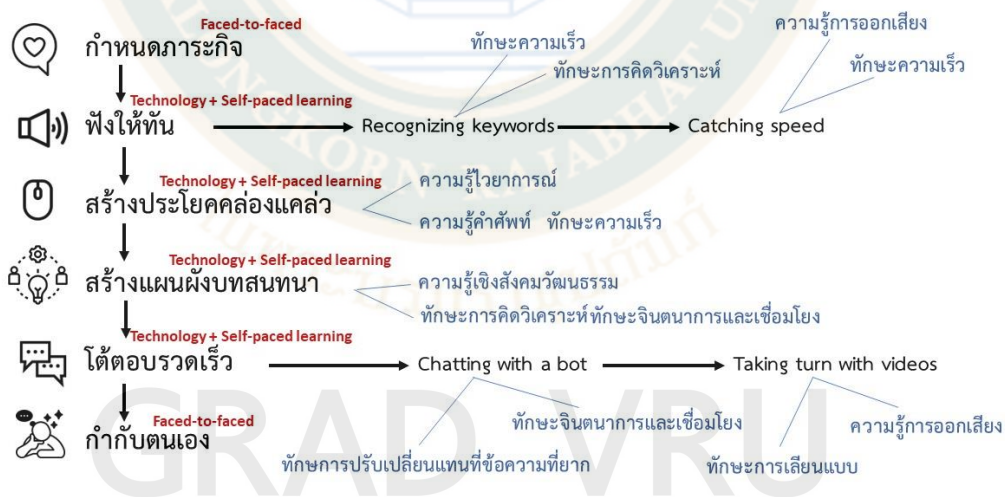 Faced-to-faced
กำหนดภาระกิจ
ความรู้การออกเสียง
ทักษะความเร็ว
ทักษะการคิดวิเคราะห์
ทักษะความเร็ว
Technology + Self-paced learning
ฟังให้ทัน
Recognizing keywords
Catching speed
Technology + Self-paced learning
สร้างประโยคคล่องแคล่ว
ความรู้ไวยาการณ์
ความรู้คำศัพท์ ทักษะความเร็ว
Technology + Self-paced learning
สร้างแผนผังบทสนทนา
ความรู้เชิงสังคมวัฒนธรรม
ทักษะการคิดวิเคราะห์ทักษะจินตนาการและเชื่อมโยง
Technology + Self-paced learning
โต้ตอบรวดเร็ว
Chatting with a bot
Taking turn with videos
Faced-to-faced
กำกับตนเอง
ทักษะจินตนาการและเชื่อมโยง
ความรู้การออกเสียง
ทักษการปรับเปลี่ยนแทนที่ข้อความที่ยาก
ทักษะการเลียนแบบ
GRAD VRU